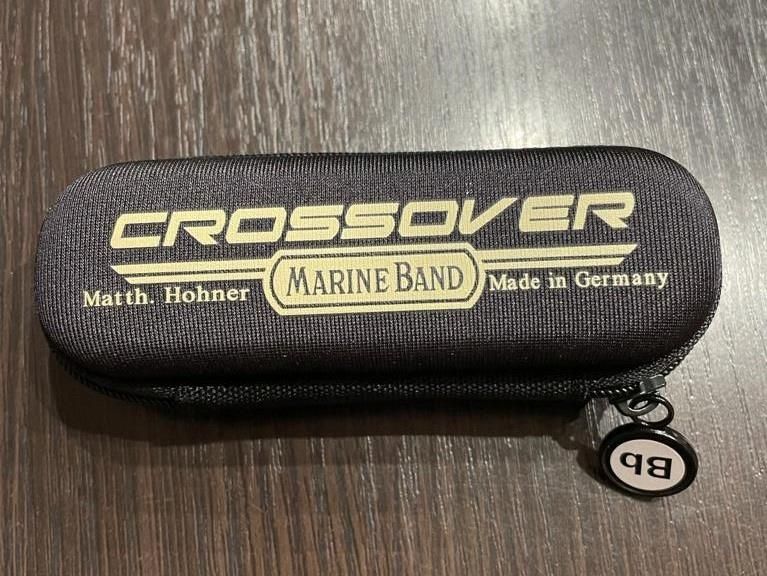 CROSSOVER
MARINE BAND
Matth. Hohner Made in Germany
Bb